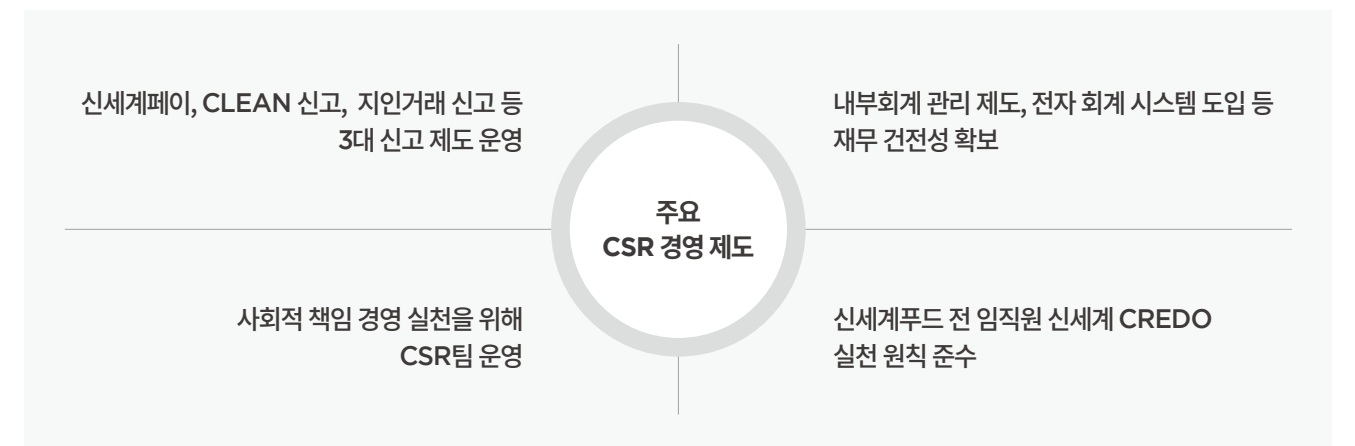 신세계페이, CLEAN 신고, 지인거래 신고 등
3대 신고 제도 운영
내부회계 관리 제도, 전자 회계 시스템 도입 등
재무 건전성 확보
주요
CSR 경영 제도
사회적 책임 경영 실천을 위해
CSR팀 운영
신세계푸드 전 임직원 신세계 CREDO
실천 원칙 준수